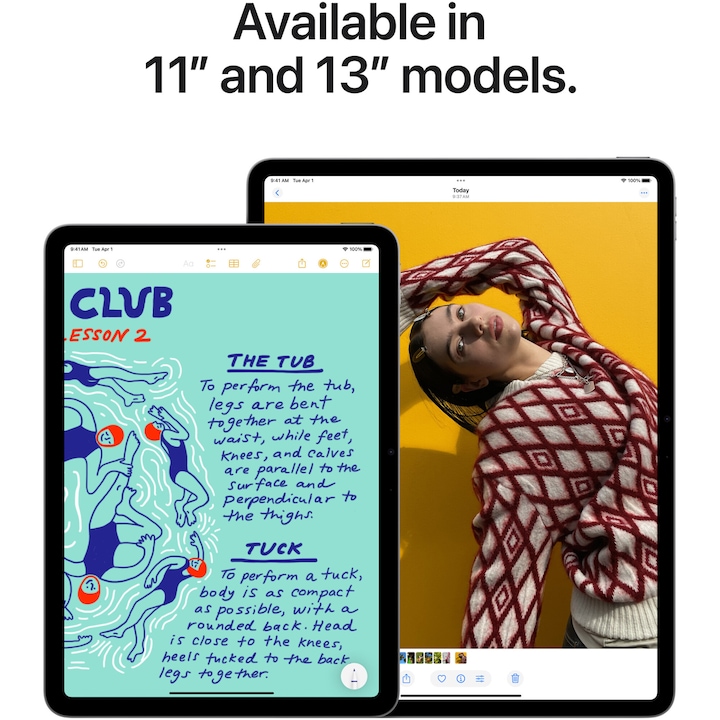 Available in
11” and 13” models.
9:41 AM Tue Apr 1
100%
Today
9:37 AM
9:41 AM Tue Apr 1
100%
Aa
CLUB
LESSON 2
THE TUB
To perform the tub,
legs are bent
together at the
waist, while feet,
knees, and calves
are parallel to the
surface and
perpendicular to
the thighs.
TUCK
To perform a tuck,
body is as compact
as possible, with a
rounded back. Head
is close to the knees,
heels tucked to the back
legs together.